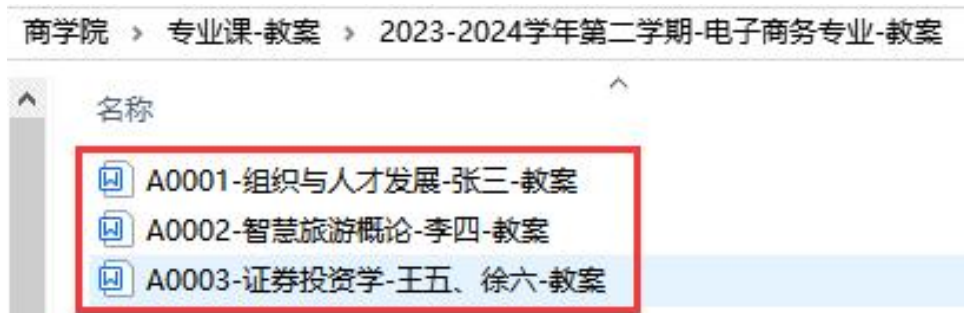 商学院 › 专业课-教案 › 2023-2024学年第二学期-电子商务专业-教案
名称
A0001-组织与人才发展-张三-教案
A0002-智慧旅游概论-李四-教案
A0003-证券投资学-王五、徐六-教案